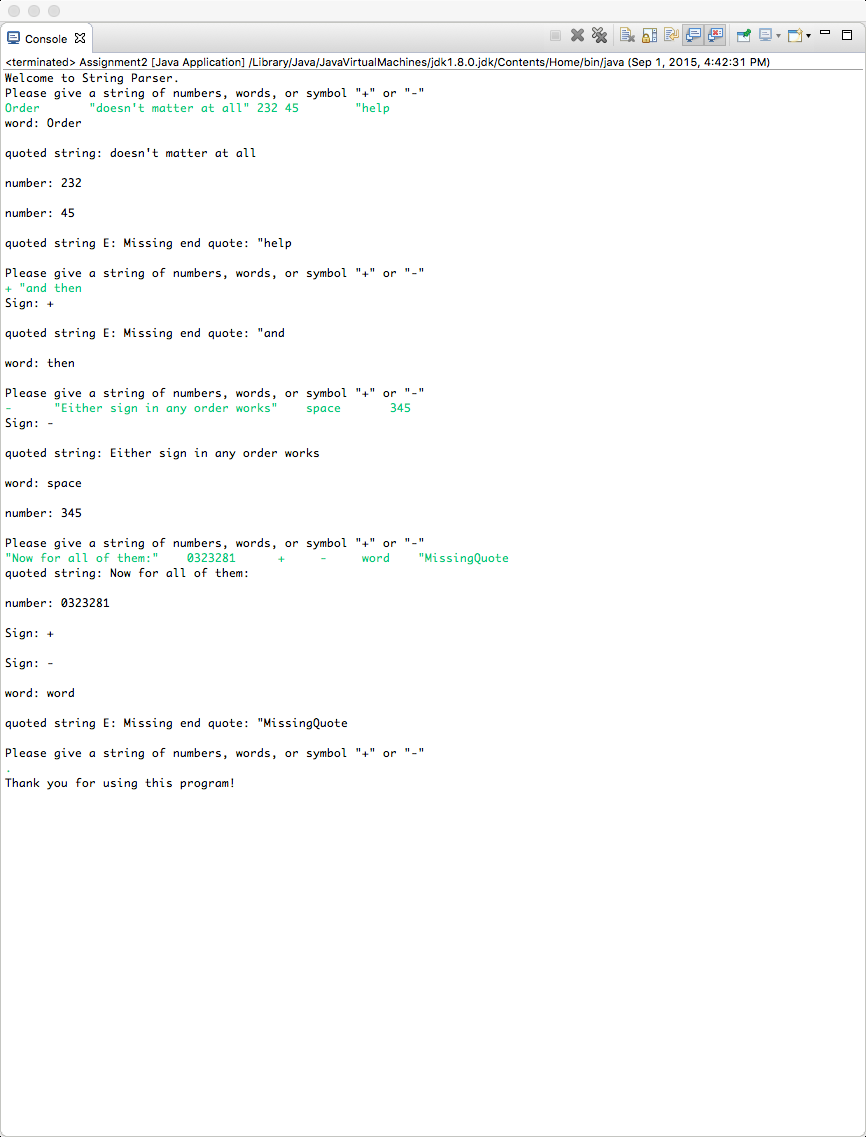 Console
<terminated> Assignment2 [Java Application] /Library/Java/JavaVirtualMachines/jdk1.8.0.jdk/Contents/Home/bin/java (Sep 1, 2015, 4:42:31 PM)
Welcome to String Parser.
Please give a string of numbers, words, or symbol "+" or "-"
Order       "doesn't matter at all" 232 45        "help
word: Order
quoted string: doesn't matter at all
number: 232
number: 45
quoted string E: Missing end quote: "help
Please give a string of numbers, words, or symbol "+" or "-"
+ "and then
Sign: +
quoted string E: Missing end quote: "and
word: then
Please give a string of numbers, words, or symbol "+" or "-"
-      "Either sign in any order works"    space       345
Sign: -
quoted string: Either sign in any order works
word: space
number: 345
Please give a string of numbers, words, or symbol "+" or "-"
"Now for all of them:"    0323281      +     -     word    "MissingQuote
quoted string: Now for all of them:
number: 0323281
Sign: +
Sign: -
word: word
quoted string E: Missing end quote: "MissingQuote
Please give a string of numbers, words, or symbol "+" or "-"
.
Thank you for using this program!